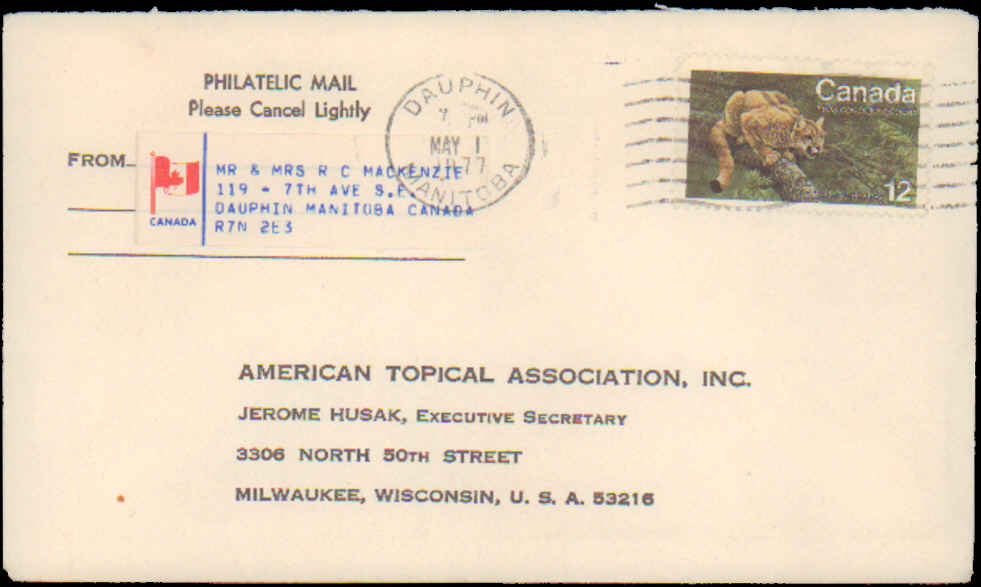 PHILATELIC MAIL
Please Cancel Lightly
FROM
CANADA
MR & MRS R C MACKENZIE
119 - 7TH AVE S.E.
DAUPHIN MANITOBA CANADA
R7N 2E3
DAUPHIN
PM
MAY 1
1977
MANITOBA
Canada
12
AMERICAN TOPICAL ASSOCIATION, INC.
JEROME HUSAK, EXECUTIVE SECRETARY
3306 NORTH 50TH STREET
MILWAUKEE, WISCONSIN, U. S. A. 53216